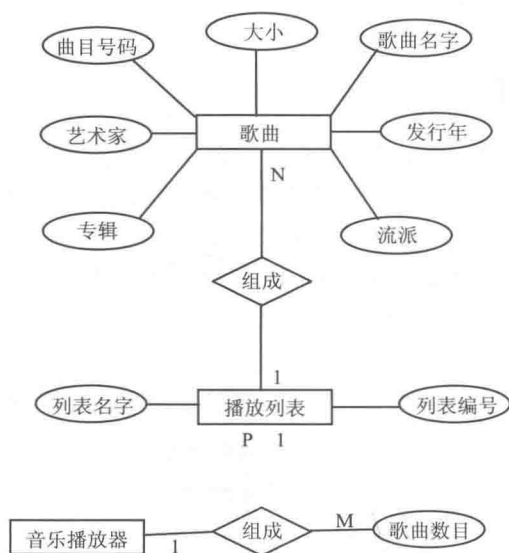 大小
曲目号码
歌曲名字
艺术家
歌曲
发行年
N
专辑
流派
组成
1
列表名字
播放列表
列表编号
P 1
音乐播放器
1
组成
M
歌曲数目